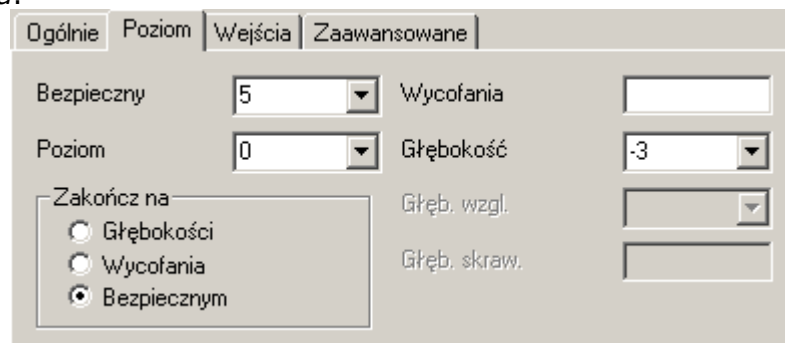 Ogólnie Poziom Wejścia Zaawansowane
Bezpieczny 5 Wycofania
Poziom 0 Głębokość -3
Zakończ na Głęb. wzgl.
Głębokości
Wycofania Głęb. skraw.
Bezpiecznym